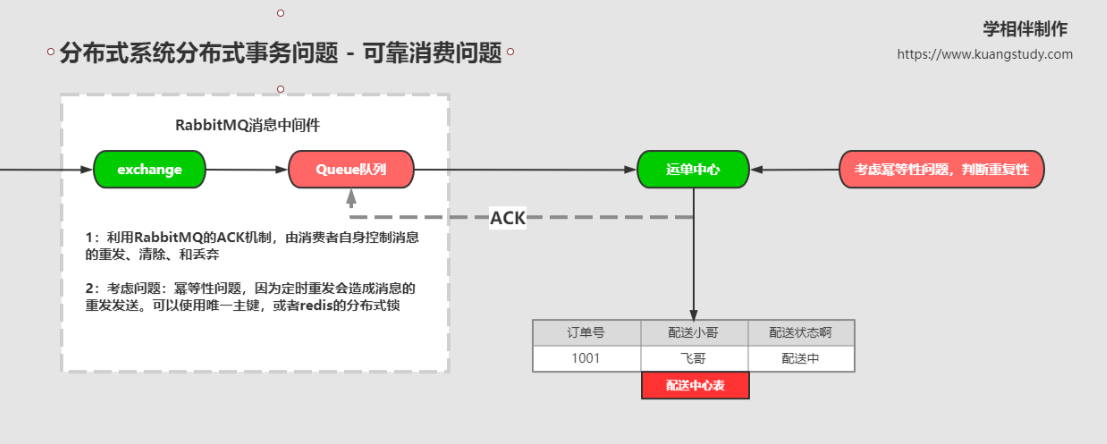 学相伴制作
分布式系统分布式事务问题 - 可靠消费问题
https://www.kuangstudy.com
RabbitMQ消息中间件
exchange
Queue队列
运单中心
考虑幂等性问题，判断重复性
ACK
1：利用RabbitMQ的ACK机制，由消费者自身控制消息
的重发、清除、和丢弃
2：考虑问题：幂等性问题，因为定时重发会造成消息的
重发发送。可以使用唯一主键，或者redis的分布式锁
订单号 配送小哥 配送状态啊
1001 飞哥 配送中
配送中心表